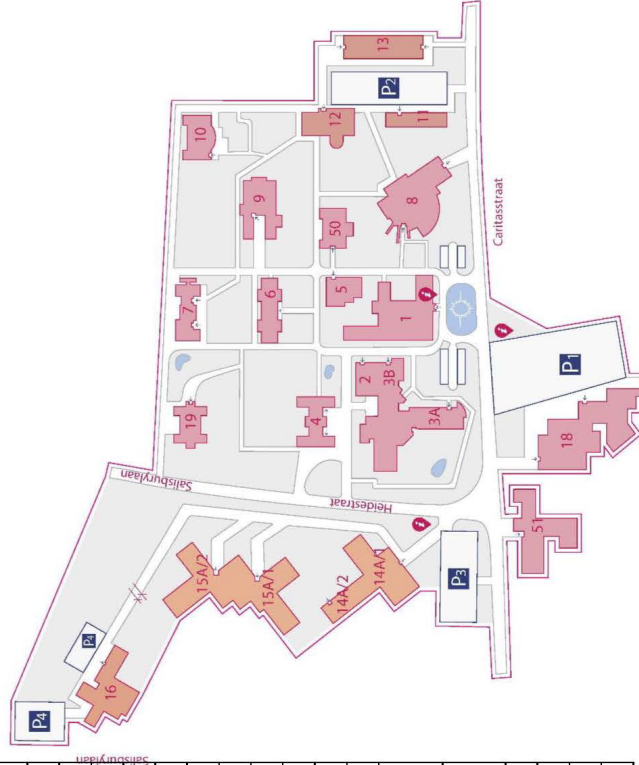 13
P2
10
12
11
9
8
50
Caritasstraat
7
6
5
1
i
i
2
3B
P1
19
4
3A
18
Salisburylaan
Heidestraat
i
51
15A/2
15A/1
14A/2
14A/1
P3
P4
16
P4
Salisburylaan